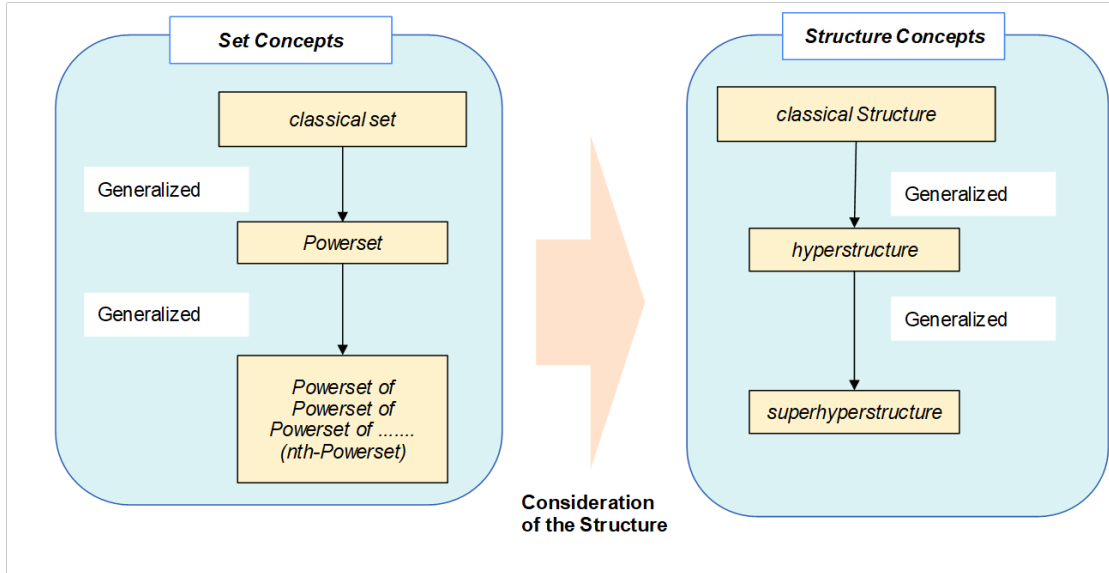 Set Concepts
classical set
Generalized
Powerset
Generalized
Powerset of
Powerset of
Powerset of .......
(nth-Powerset)
Consideration
of the Structure
Structure Concepts
classical Structure
Generalized
hyperstructure
Generalized
superhyperstructure